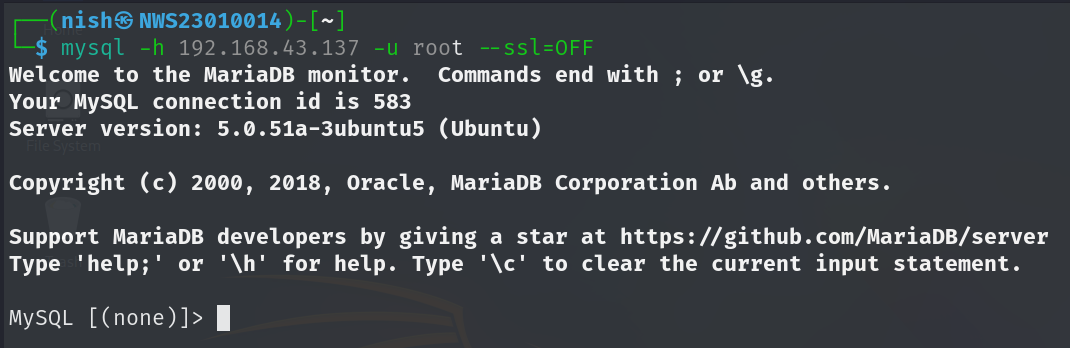 ┌──(nish㉿NWS23010014)-[~]
└─$ mysql -h 192.168.43.137 -u root --ssl=OFF
Welcome to the MariaDB monitor.  Commands end with ; or \g.
Your MySQL connection id is 583
Server version: 5.0.51a-3ubuntu5 (Ubuntu)
File System
Copyright (c) 2000, 2018, Oracle, MariaDB Corporation Ab and others.
Support MariaDB developers by giving a star at https://github.com/MariaDB/server
Type 'help;' or '\h' for help. Type '\c' to clear the current input statement.
MySQL [(none)]>